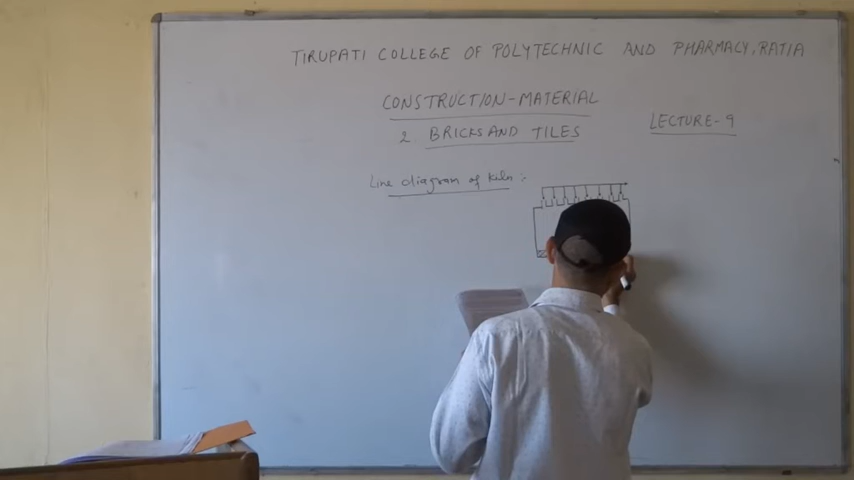 TIRUPATI COLLEGE OF POLYTECHNIC AND PHARMACY, RATIA
CONSTRUCTION-MATERIAL
LECTURE-9
2 BRICKS AND TILES
Line diagram of kiln :-